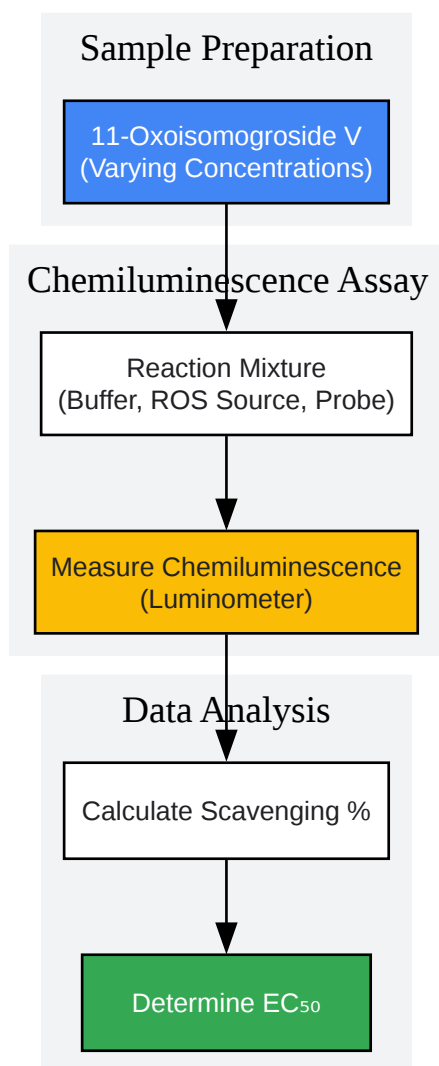 Sample Preparation
11-Oxoisomogroside V
(Varying Concentrations)
Chemiluminescence Assay
Reaction Mixture
(Buffer, ROS Source, Probe)
Measure Chemiluminescence
(Luminometer)
Data Analysis
Calculate Scavenging %
Determine EC₅₀